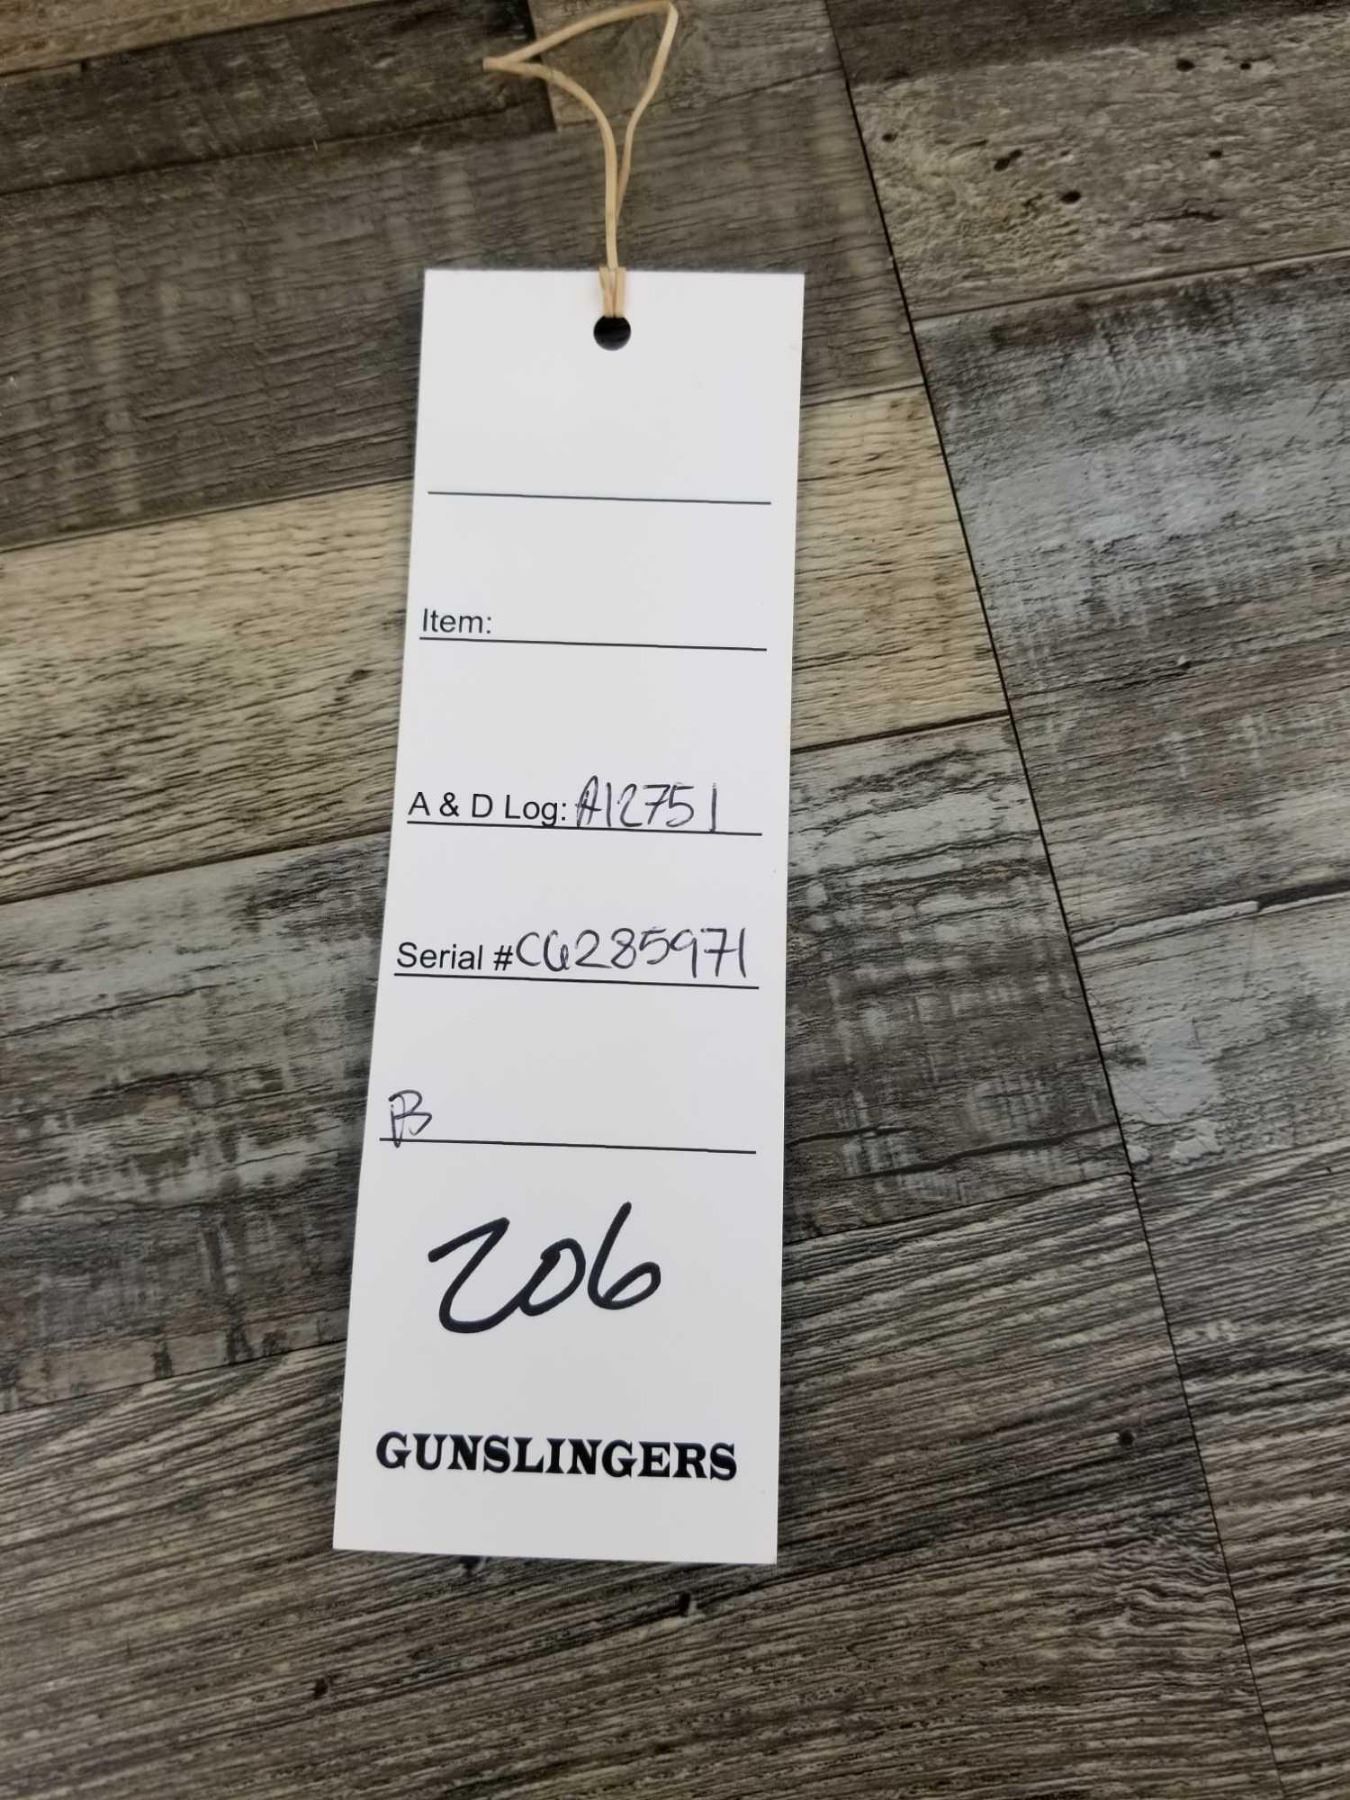 Item:
A & D Log: A12751
Serial # CG285971
B
206
GUNSLINGERS